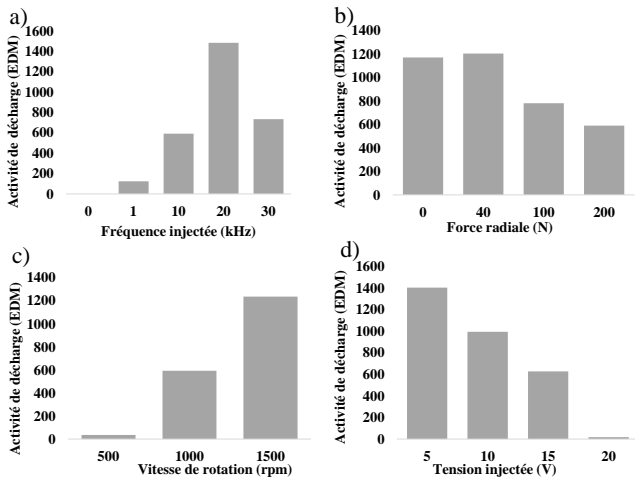 a)
Activité de décharge (EDM)
1600
1400
1200
1000
800
600
400
200
0
0 1 10 20 30
Fréquence injectée (kHz)
b)
Activité de décharge (EDM)
1400
1200
1000
800
600
400
200
0
0 40 100 200
Force radiale (N)
c)
Activité de décharge (EDM)
1400
1200
1000
800
600
400
200
0
500 1000 1500
Vitesse de rotation (rpm)
d)
Activité de décharge (EDM)
1600
1400
1200
1000
800
600
400
200
0
5 10 15 20
Tension injectée (V)